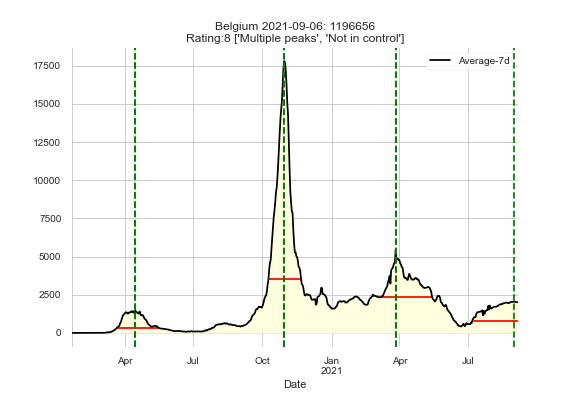 Belgium 2021-09-06: 1196656
Rating:8 ['Multiple peaks', 'Not in control']
Average-7d
17500
15000
12500
10000
7500
5000
2500
0
Apr
Jul
Oct
Jan
2021
Apr
Jul
Date